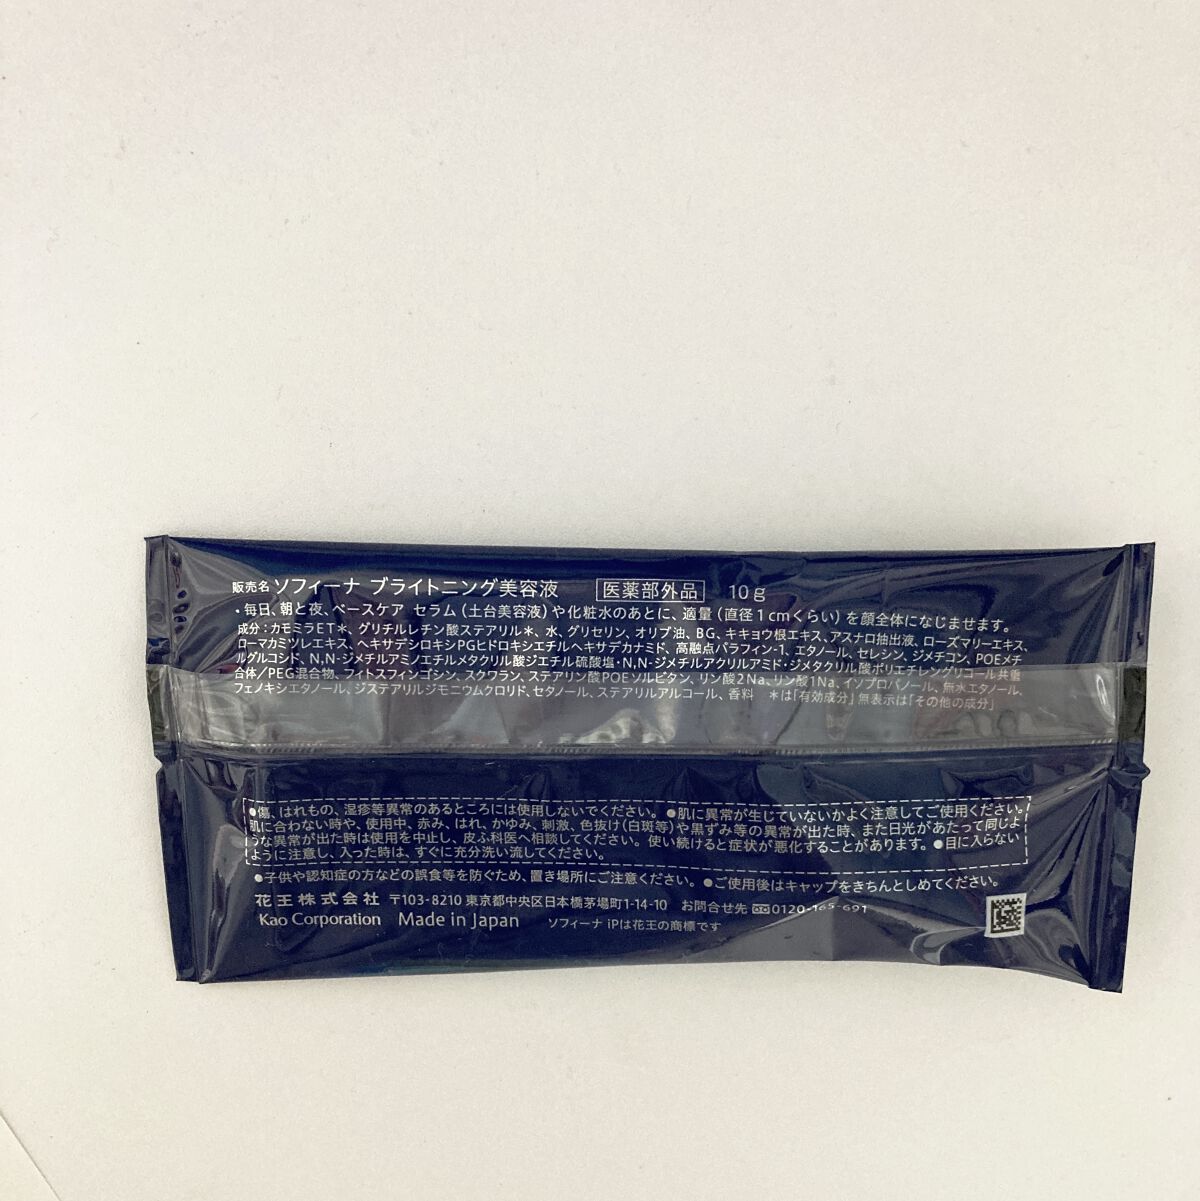 販売名 ソフィーナ ブライトニング美容液 医薬部外品 10g
・毎日、朝と夜、ベースケア セラム(土台美容液)や化粧水のあとに、適量(直径1cmくらい)を顔全体になじませます。
成分:カモミラET*、グリチルレチン酸ステアリル*、水、グリセリン、オリブ油、BG、キキョウ根エキス、アスナロ抽出液、ローズマリーエキス、
ローマカミツレエキス、ヘキサデシロキシPGヒドロキシエチルヘキサデカナミド、高融点パラフィン-1、エタノール、セレシン、ジメチコン、POEメチ
ルグルコシド、N,N-ジメチルアミノエチルメタクリル酸ジエチル硫酸塩・N,N-ジメチルアクリルアミド・ジメタクリル酸ポリエチレングリコール共重
合体/PEG混合物、フィトスフィンゴシン、スクワラン、ステアリン酸POEソルビタン、リン酸2Na、リン酸1Na、イソプロパノール、無水エタノール、
フェノキシエタノール、ジステアリルジモニウムクロリド、セタノール、ステアリルアルコール、香料 *は「有効成分」無表示は「その他の成分」
●傷、はれもの、湿疹等異常のあるところには使用しないでください。●肌に異常が生じていないかよく注意してご使用ください。
肌に合わない時や、使用中、赤み、はれ、かゆみ、刺激、色抜け(白斑等)や黒ずみ等の異常が出た時、また日光があたって同じよ
うな異常が出た時は使用を中止し、皮ふ科医へ相談してください。使い続けると症状が悪化することがあります。●目に入らない
ように注意し、入った時は、すぐに充分洗い流してください。
●子供や認知症の方などの誤食等を防ぐため、置き場所にご注意ください。●ご使用後はキャップをきちんとしめてください。
花王株式会社 〒103-8210 東京都中央区日本橋茅場町1-14-10 お問合せ先 0120-165-691
Kao Corporation Made in Japan ソフィーナ iPは花王の商標です